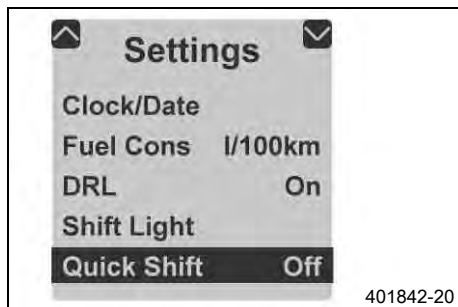 Settings
Clock/Date
Fuel Cons l/100km
DRL On
Shift Light
Quick Shift Off
401842-20